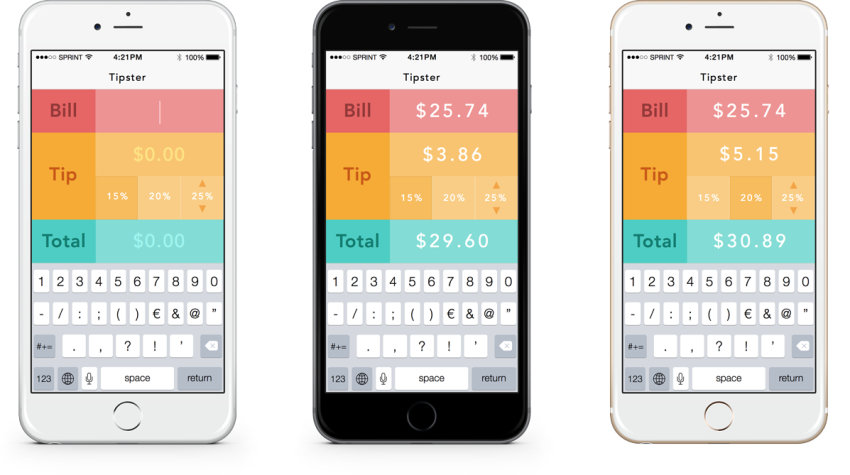 ●●●○○ SPRINT 4:21PM 100%
Tipster
Bill
$0.00
Tip
15% 20% 25%
Total $0.00
1 2 3 4 5 6 7 8 9 0
- / : ; ( ) € & @ ”
#+= . , ? ! ’
123 space return
●●●○○ SPRINT 4:21PM 100%
Tipster
Bill $25.74
$3.86
Tip
15% 20% 25%
Total $29.60
1 2 3 4 5 6 7 8 9 0
- / : ; ( ) € & @ ”
#+= . , ? ! ’
123 space return
●●●○○ SPRINT 4:21PM 100%
Tipster
Bill $25.74
$5.15
Tip
15% 20% 25%
Total $30.89
1 2 3 4 5 6 7 8 9 0
- / : ; ( ) € & @ ”
#+= . , ? ! ’
123 space return